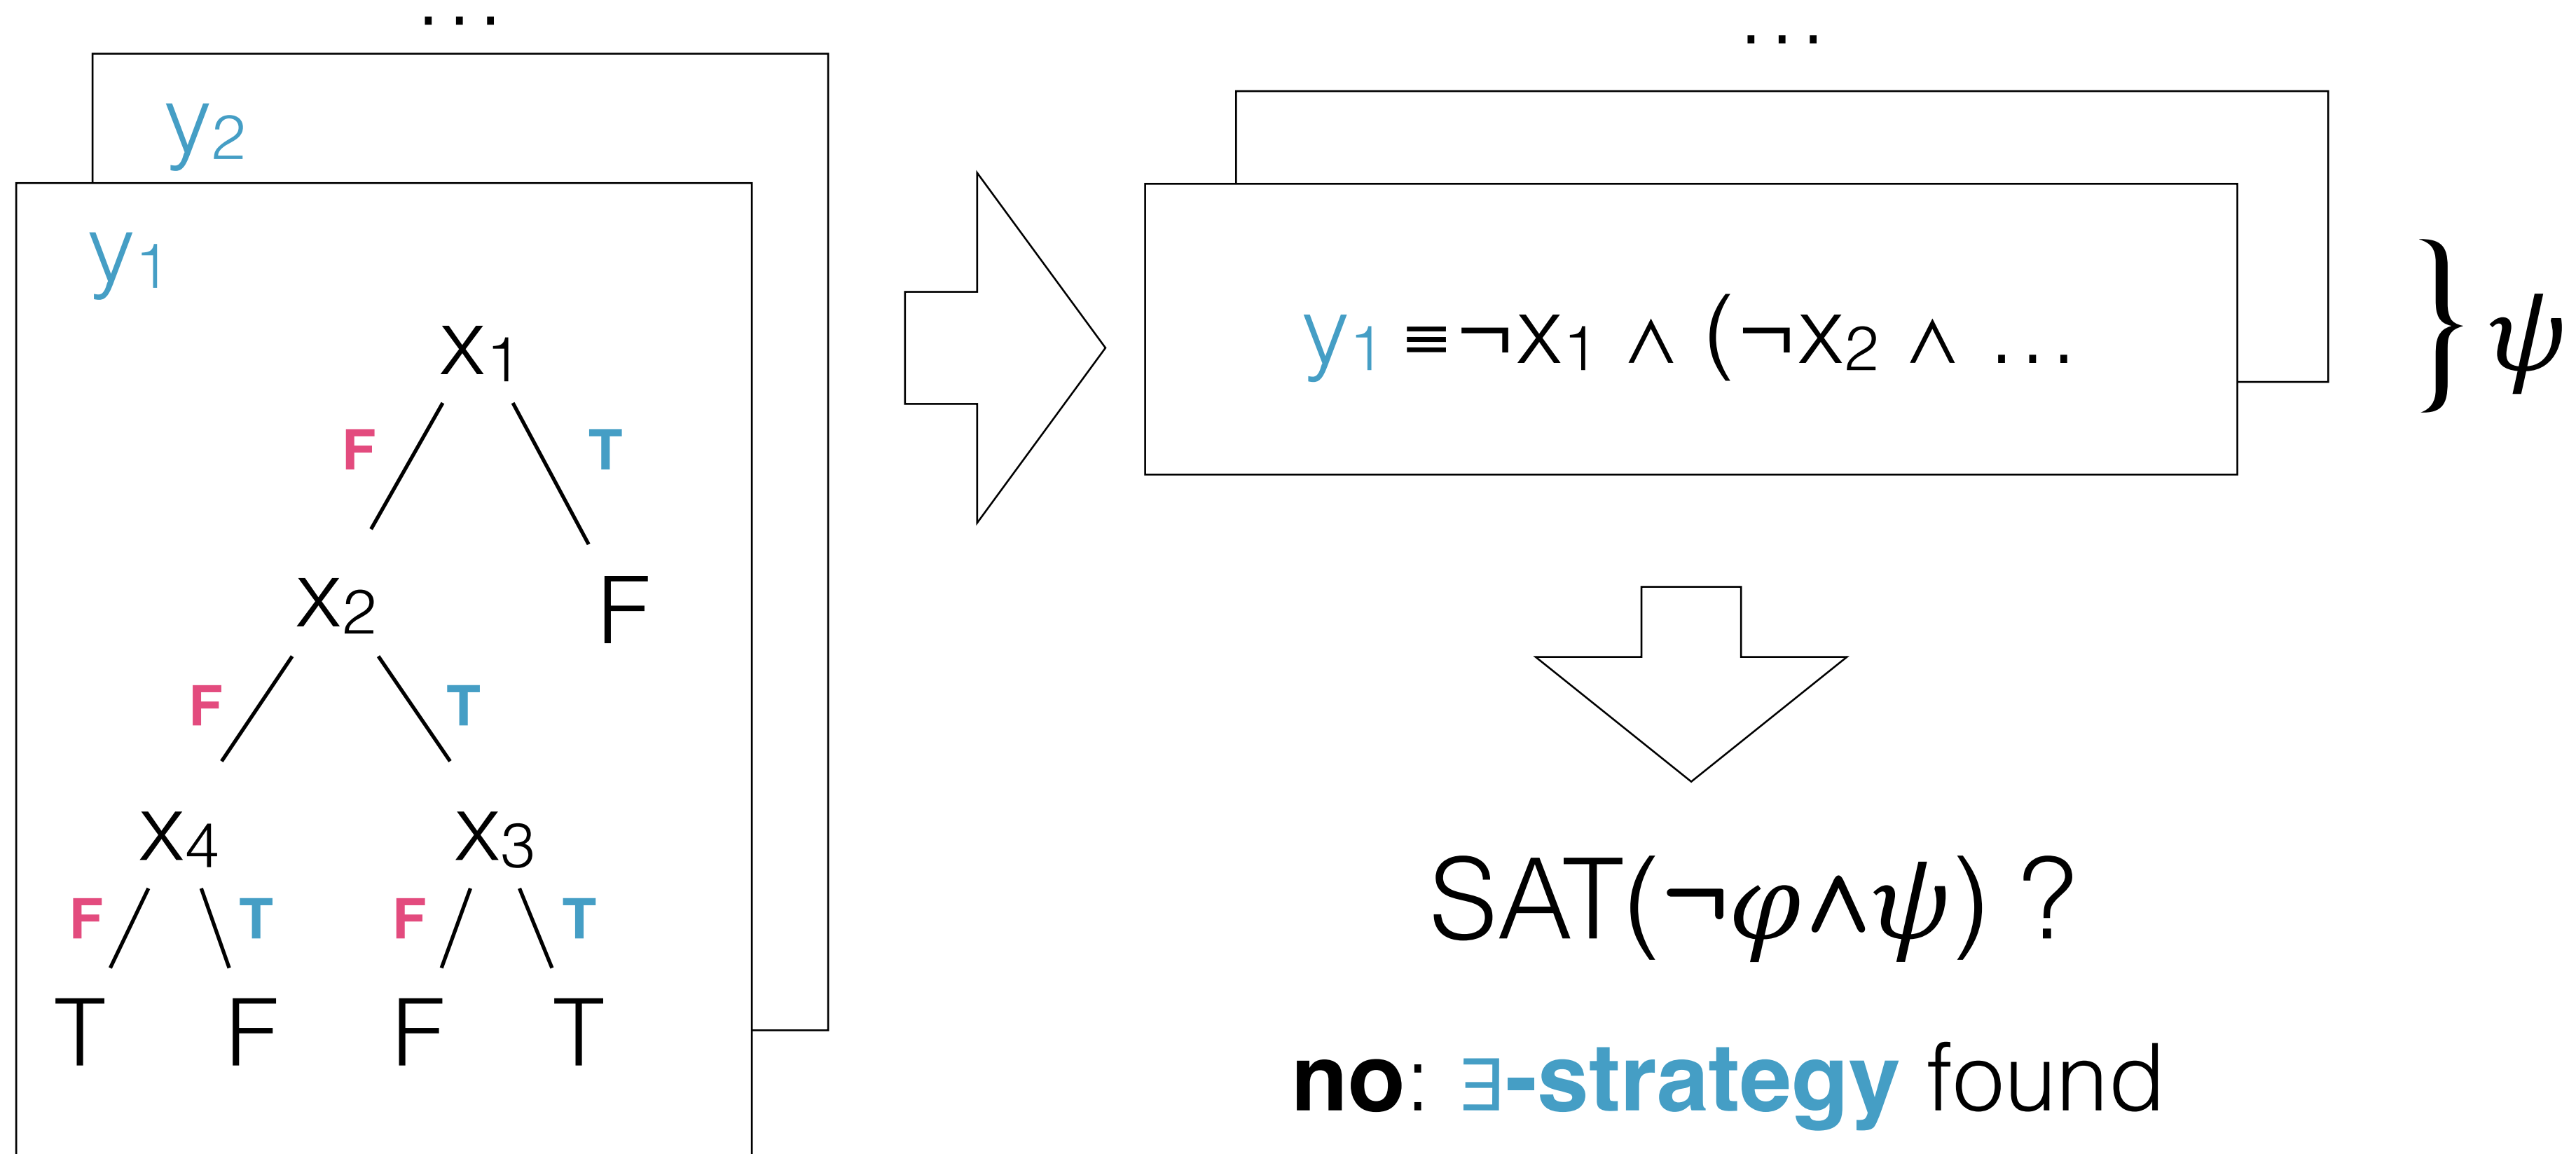 ...
y2
y1
x1
F T
x2 F
F T
x4 x3
F T F T
T F F T
...
y1 ≡ ¬x1 ∧ (¬x2 ∧ ...
} ψ
SAT(¬φ∧ψ) ?
no: ∃-strategy found